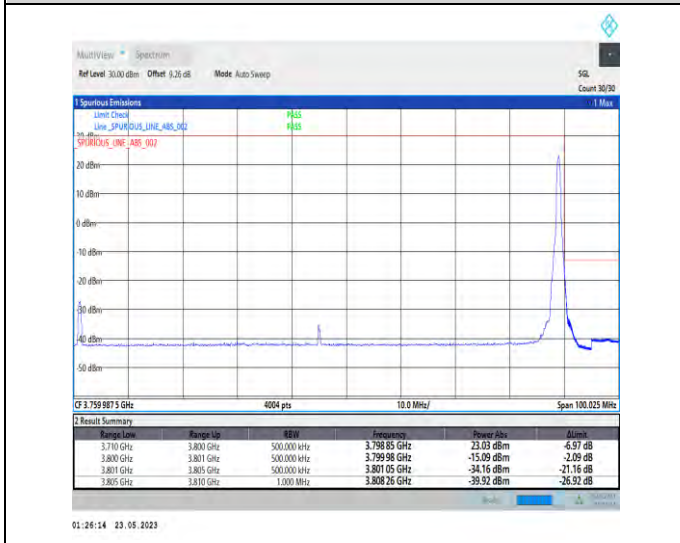 MultiView Spectrum
Ref Level 30.00 dBm Offset 9.26 dB Mode Auto Sweep SGL
Count 30/30
1 Spurious Emissions 1 Max
Limit Check PASS
Line _SPURIOUS_LINE_ABS_002 PASS
_SPURIOUS_LINE_ABS_002
20 dBm
10 dBm
0 dBm
-10 dBm
-20 dBm
-30 dBm
-40 dBm
-50 dBm
CF 3.759 987 5 GHz 4004 pts 10.0 MHz/ Span 100.025 MHz
2 Result Summary
Range Low Range Up RBW Frequency Power Abs ΔLimit
3.710 GHz 3.800 GHz 500.000 kHz 3.798 85 GHz 23.03 dBm -6.97 dB
3.800 GHz 3.801 GHz 500.000 kHz 3.799 98 GHz -15.09 dBm -2.09 dB
3.801 GHz 3.805 GHz 500.000 kHz 3.801 05 GHz -34.16 dBm -21.16 dB
3.805 GHz 3.810 GHz 1.000 MHz 3.808 26 GHz -39.92 dBm -26.92 dB
01:26:14 23.05.2023